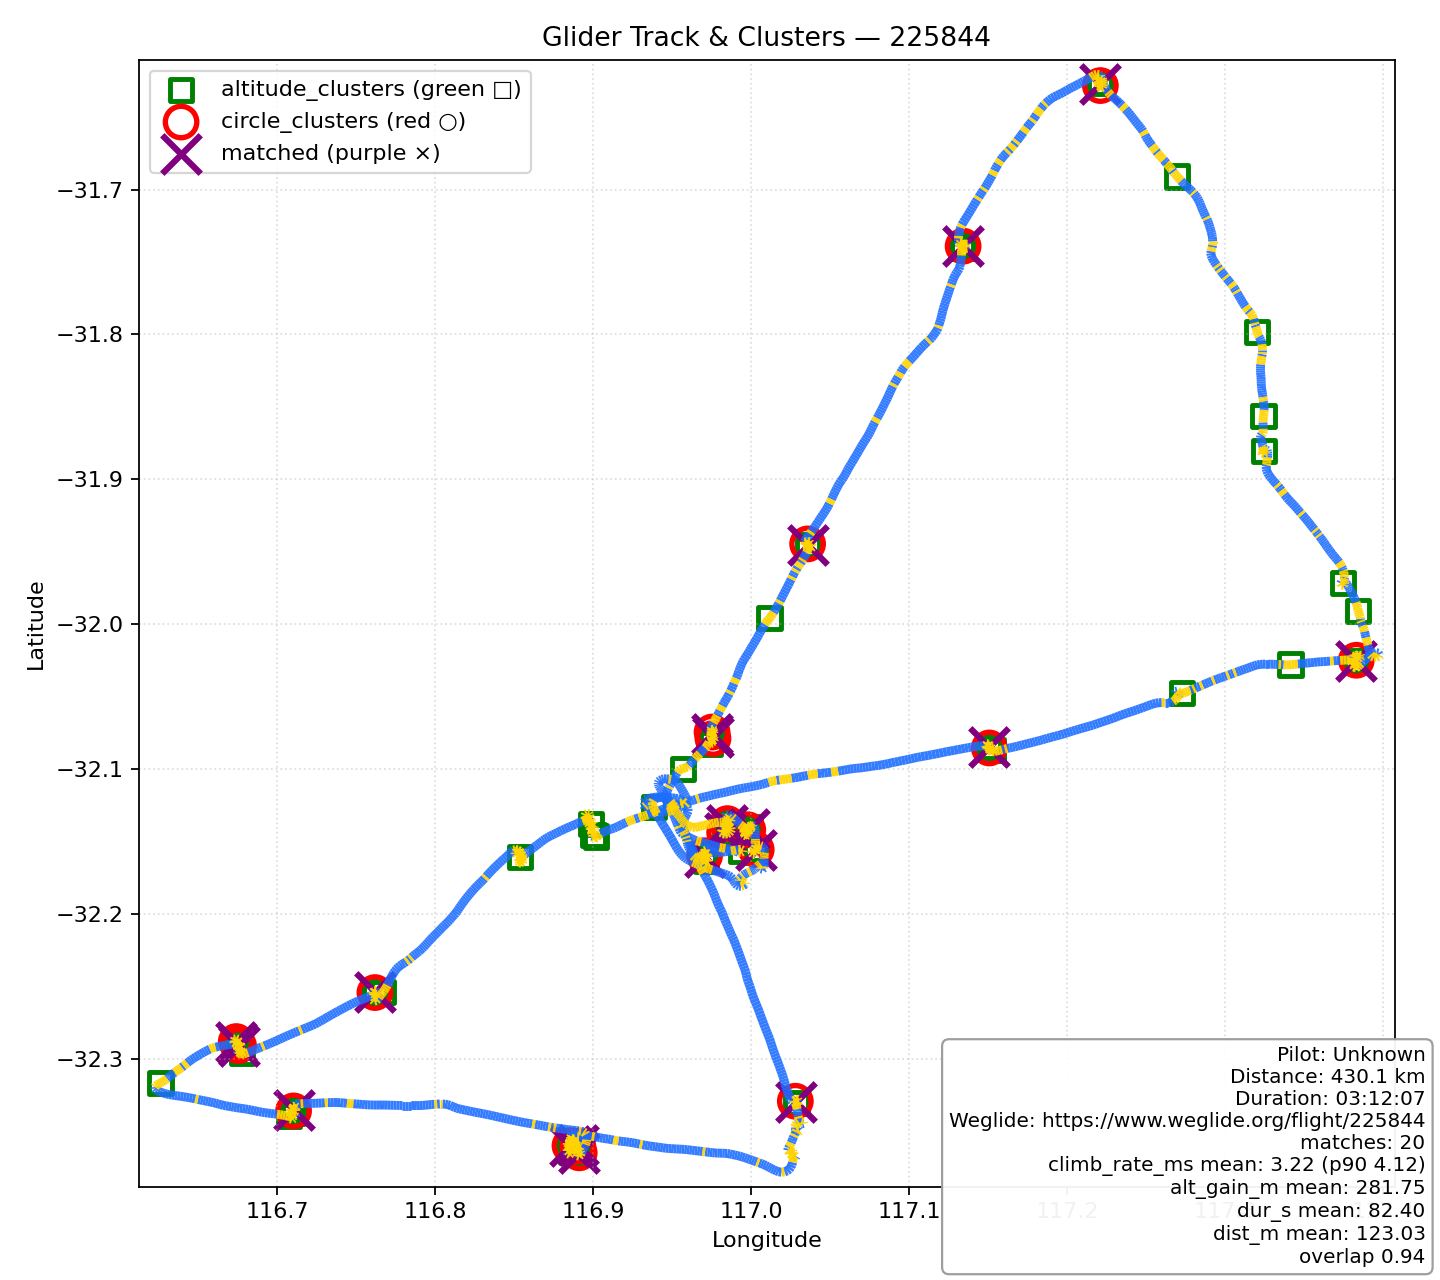 Glider Track & Clusters — 225844
altitude_clusters (green □)
circle_clusters (red ○)
matched (purple ×)
Latitude
−31.7
−31.8
−31.9
−32.0
−32.1
−32.2
−32.3
116.7
116.8
116.9
117.0
117.1
117.2
Longitude
Pilot: Unknown
Distance: 430.1 km
Duration: 03:12:07
Weglide: https://www.weglide.org/flight/225844
matches: 20
climb_rate_ms mean: 3.22 (p90 4.12)
alt_gain_m mean: 281.75
dur_s mean: 82.40
dist_m mean: 123.03
overlap 0.94